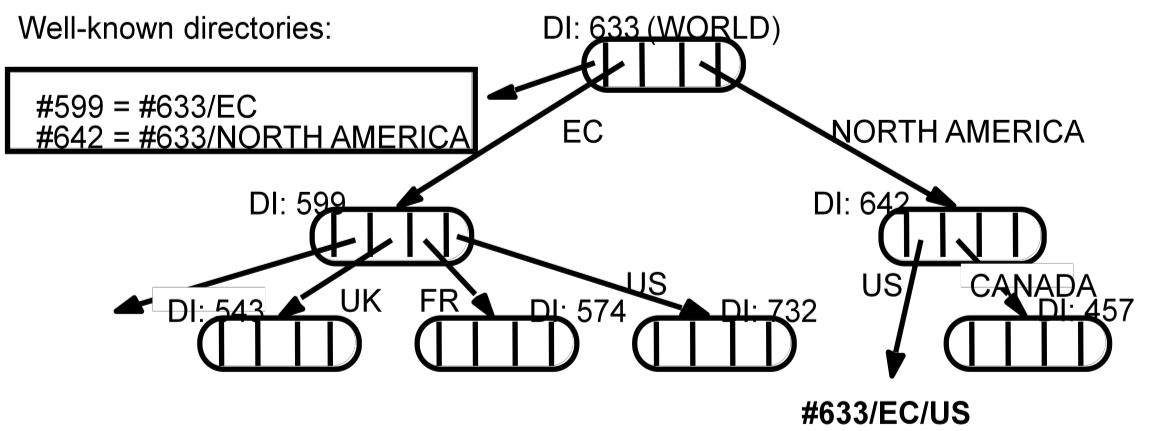 Well-known directories:
DI: 633 (WORLD)
#599 = #633/EC
#642 = #633/NORTH AMERICA
EC
NORTH AMERICA
DI: 599
DI: 642
US
UK
FR
US
CANADA
DI: 543
DI: 574
DI: 732
DI: 457
#633/EC/US